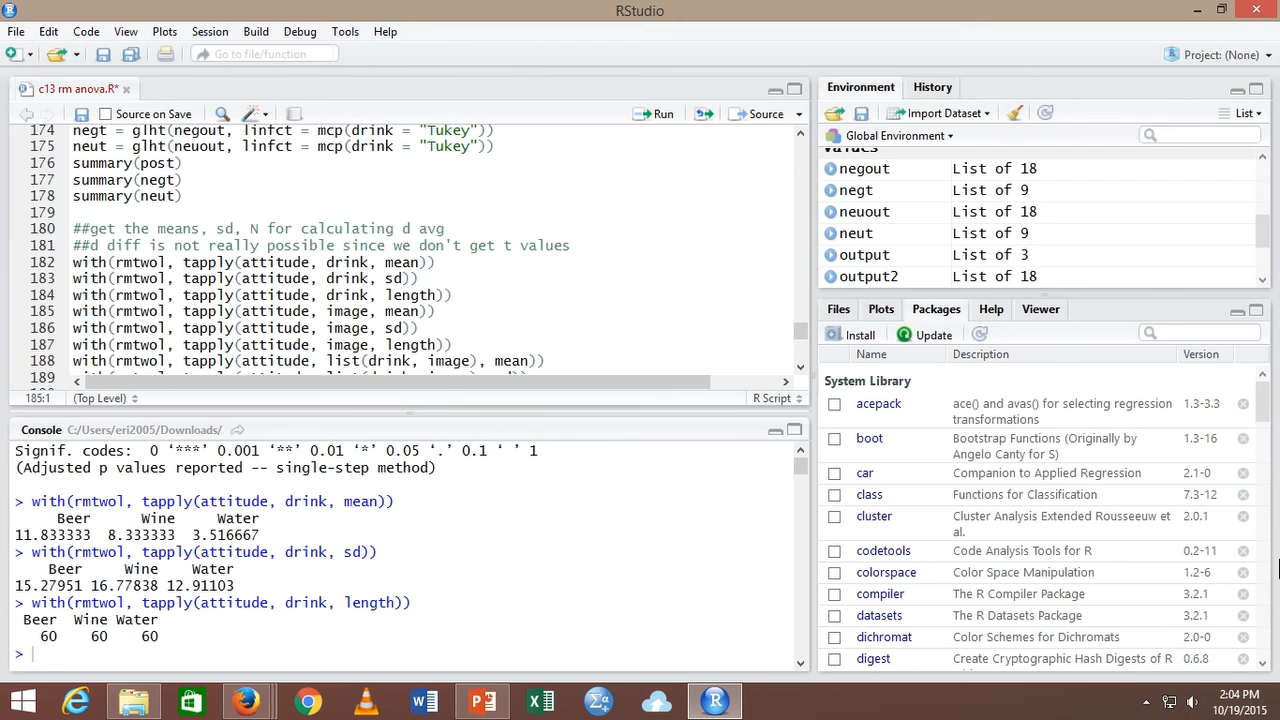 RStudio
File Edit Code View Plots Session Build Debug Tools Help
Go to file/function
Project: (None)
c13 rm anova.R*
Source on Save
Run
Source
174 negt = glht(negout, linfct = mcp(drink = "Tukey"))
175 neut = glht(neuout, linfct = mcp(drink = "Tukey"))
176 summary(post)
177 summary(negt)
178 summary(neut)
179
180 ##get the means, sd, N for calculating d avg
181 ##d diff is not really possible since we don't get t values
182 with(rmtwol, tapply(attitude, drink, mean))
183 with(rmtwol, tapply(attitude, drink, sd))
184 with(rmtwol, tapply(attitude, drink, length))
185 with(rmtwol, tapply(attitude, image, mean))
186 with(rmtwol, tapply(attitude, image, sd))
187 with(rmtwol, tapply(attitude, image, length))
188 with(rmtwol, tapply(attitude, list(drink, image), mean))
189
185:1 (Top Level) R Script
Console C:/Users/eri2005/Downloads/
Signif. codes: 0 ‘***’ 0.001 ‘**’ 0.01 ‘*’ 0.05 ‘.’ 0.1 ‘ ’ 1
(Adjusted p values reported -- single-step method)
> with(rmtwol, tapply(attitude, drink, mean))
Beer Wine Water
11.833333 8.333333 3.516667
> with(rmtwol, tapply(attitude, drink, sd))
Beer Wine Water
15.27951 16.77838 12.91103
> with(rmtwol, tapply(attitude, drink, length))
Beer Wine Water
60 60 60
>
Environment History
Import Dataset
List
Global Environment
Values
negout List of 18
negt List of 9
neuout List of 18
neut List of 9
output List of 3
output2 List of 18
Files Plots Packages Help Viewer
Install Update
Name Description Version
System Library
acepack ace() and avas() for selecting regression 1.3-3.3
transformations
boot Bootstrap Functions (Originally by 1.3-16
Angelo Canty for S)
car Companion to Applied Regression 2.1-0
class Functions for Classification 7.3-12
cluster Cluster Analysis Extended Rousseeuw et 2.0.1
al.
codetools Code Analysis Tools for R 0.2-11
colorspace Color Space Manipulation 1.2-6
compiler The R Compiler Package 3.2.1
datasets The R Datasets Package 3.2.1
dichromat Color Schemes for Dichromats 2.0-0
digest Create Cryptographic Hash Digests of R 0.6.8
2:04 PM
10/19/2015